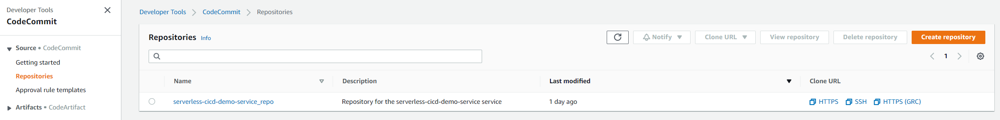 Developer Tools
CodeCommit
Source • CodeCommit
Getting started
Repositories
Approval rule templates
Artifacts • CodeArtifact
Developer Tools > CodeCommit > Repositories
Repositories Info
Notify Clone URL View repository Delete repository Create repository
1
Name Description Last modified Clone URL
serverless-cicd-demo-service_repo Repository for the serverless-cicd-demo-service service 1 day ago HTTPS SSH HTTPS (GRC)